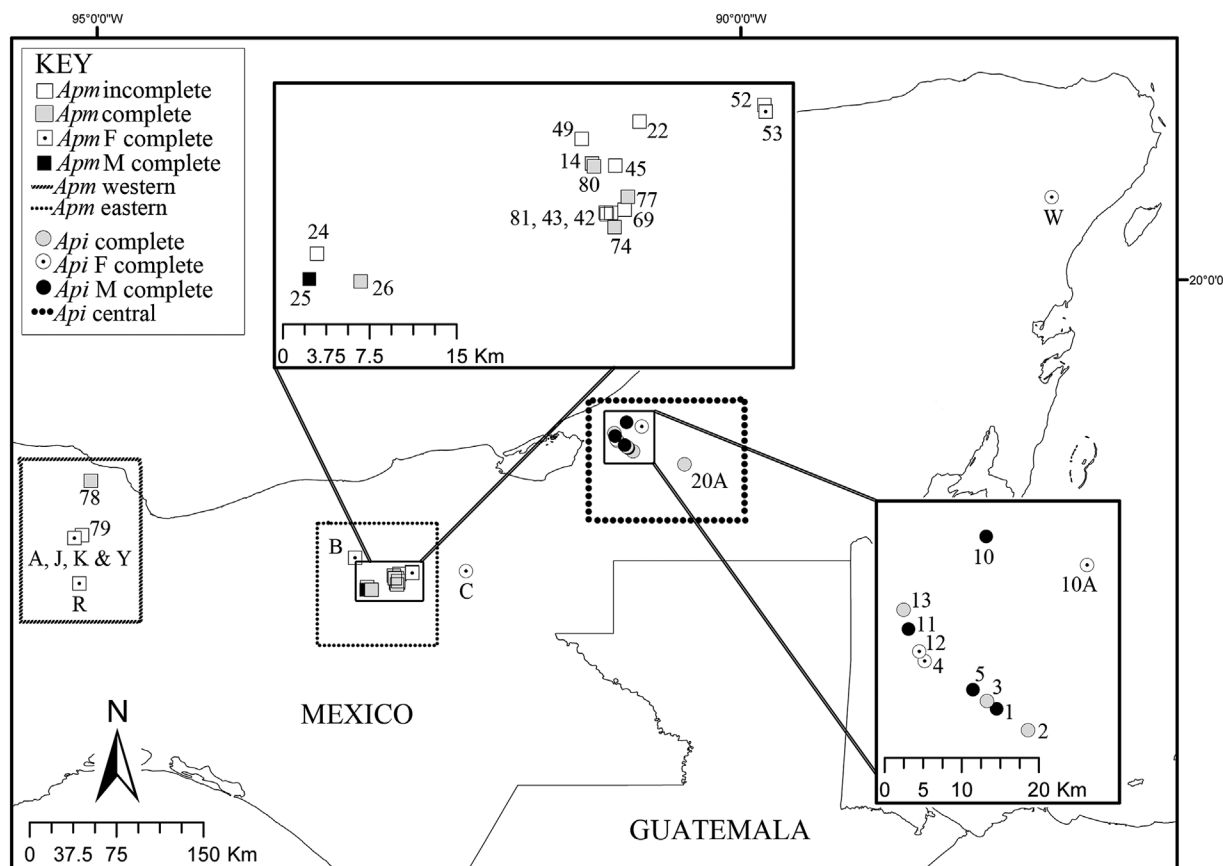 95°0'0"W 90°0'0"W
KEY
Apm incomplete
Apm complete
Apm F complete
Apm M complete
Apm western
Apm eastern
Api complete
Api F complete
Api M complete
Api central
52
53
22
49
14
80
45
77
81, 43, 42
69
74
24
25
26
0 3.75 7.5 15 Km
W
20°0'0
78
79
A, J, K & Y
R
B
C
20A
10
10A
13
11
12
4
5
3
1
2
0 5 10 20 Km
N
MEXICO
GUATEMALA
0 37.5 75 150 Km